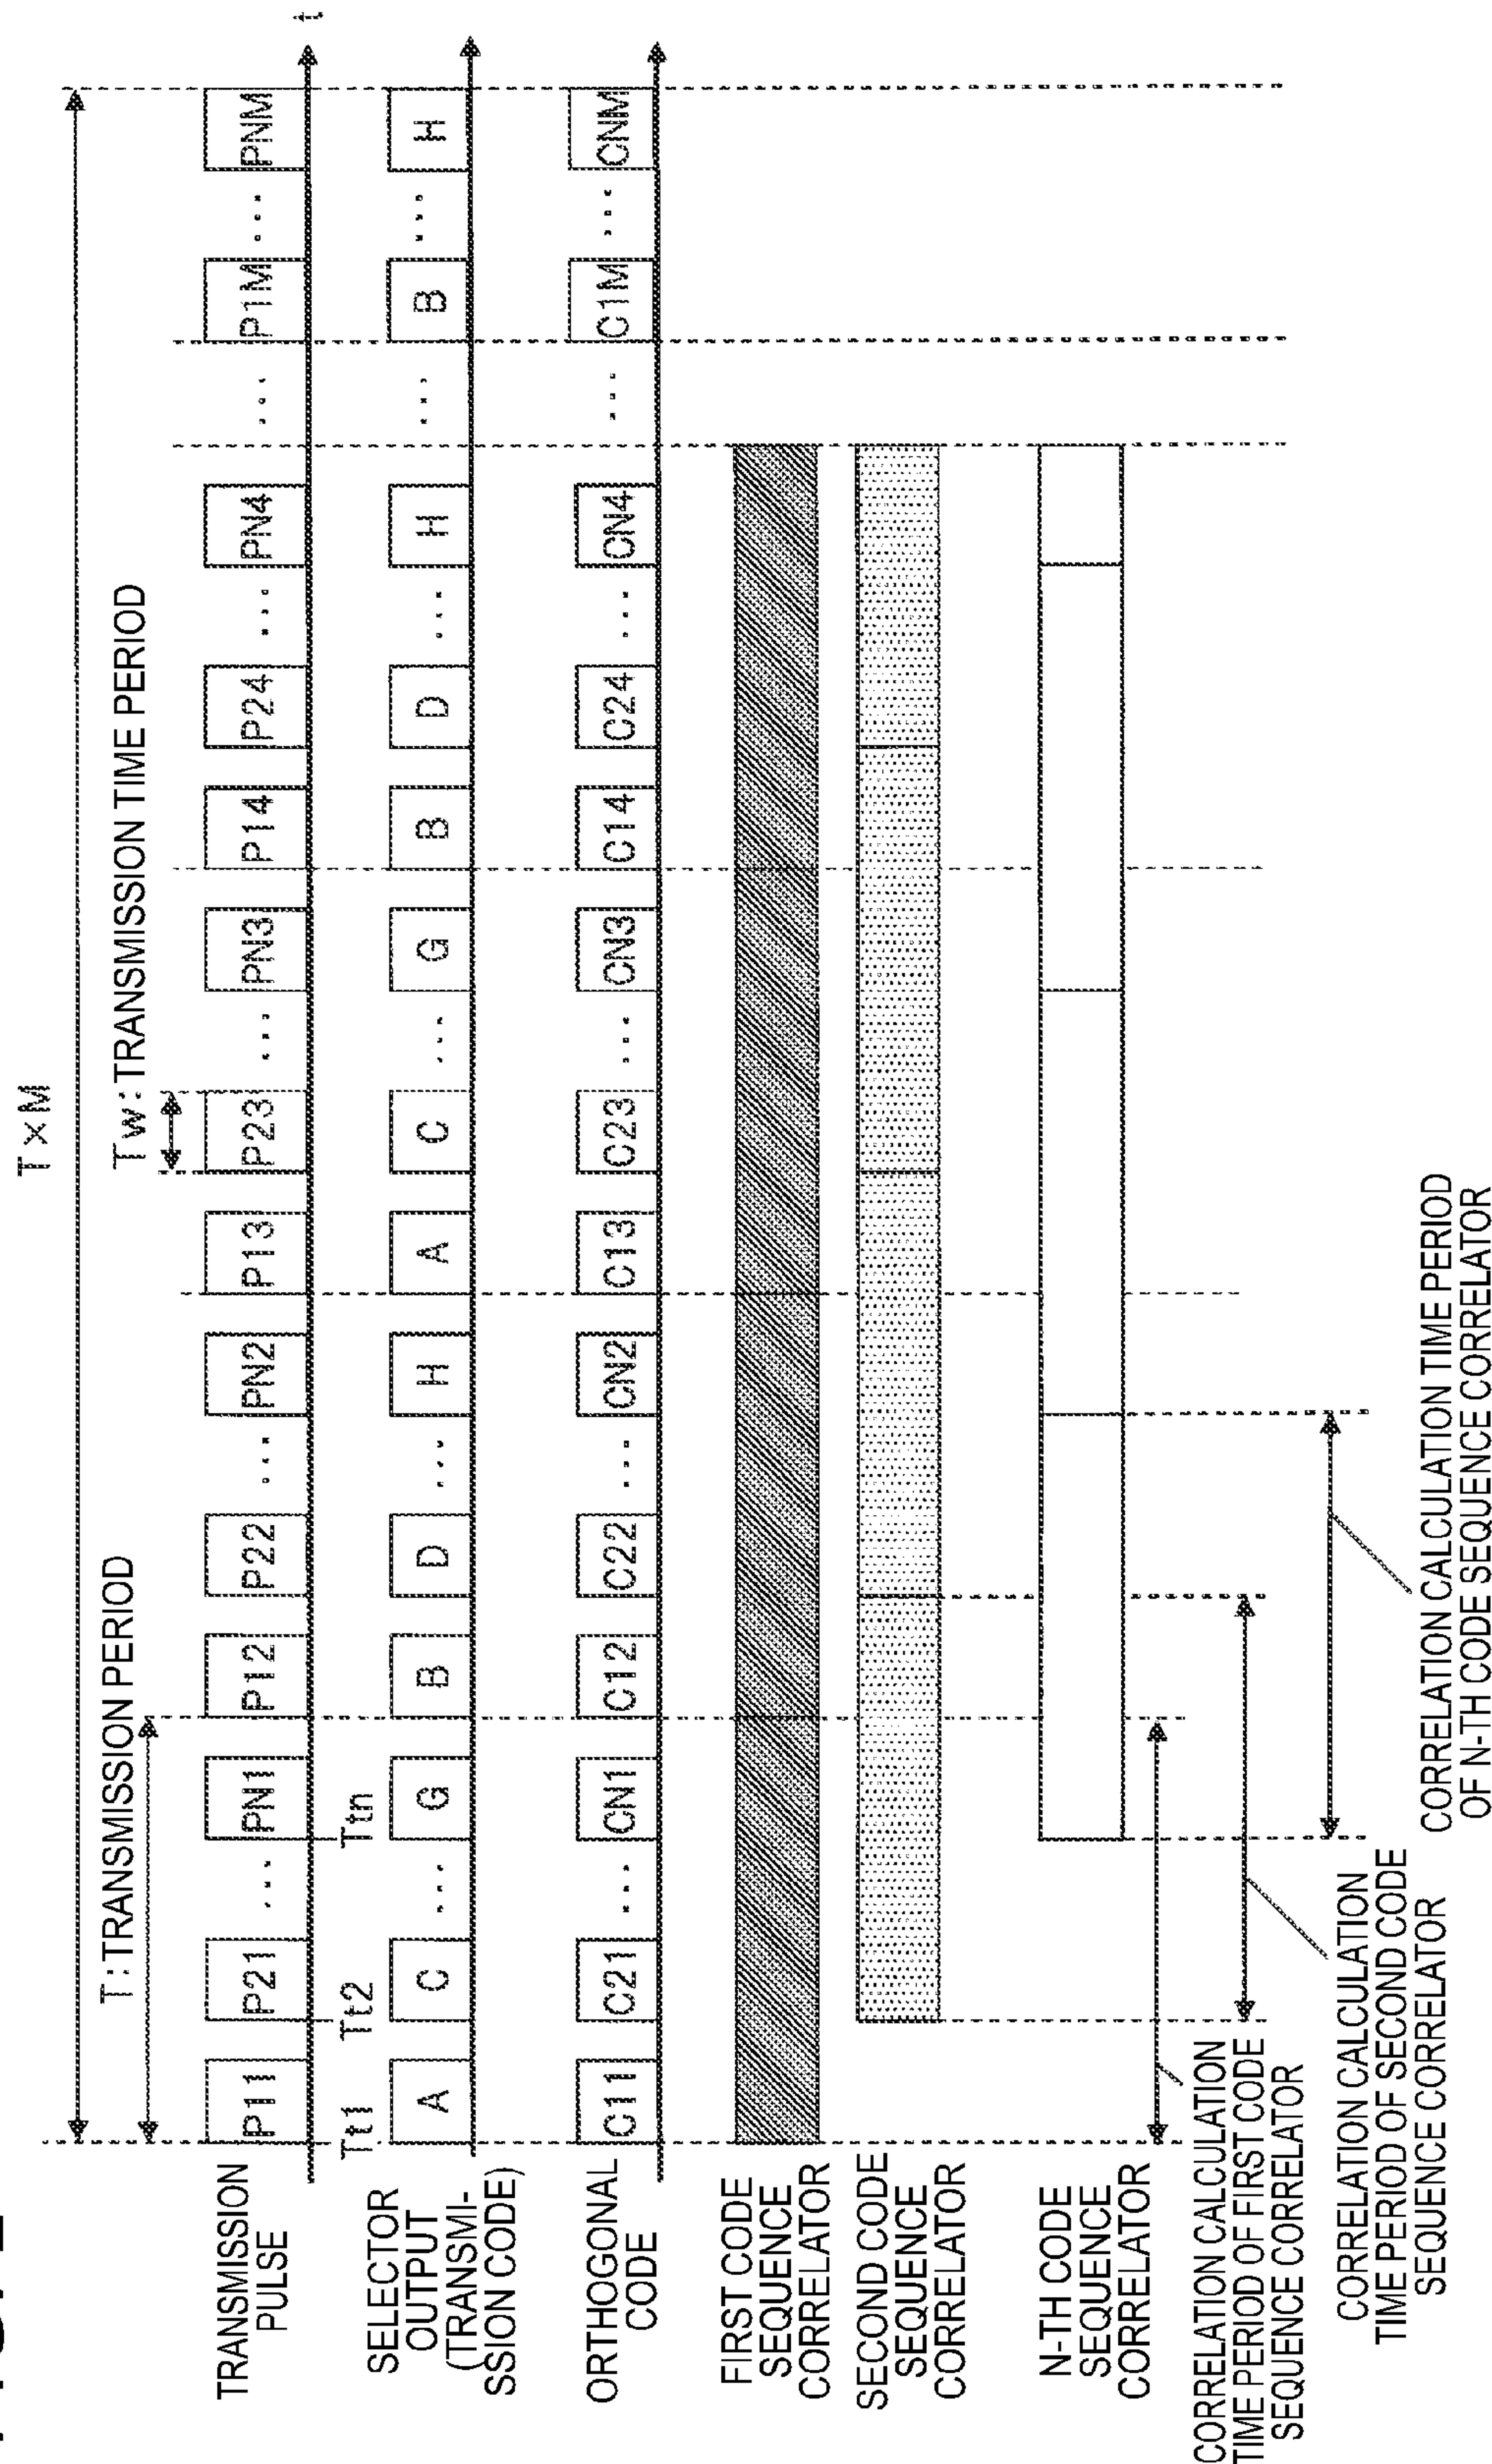 T×M
T:TRANSMISSION PERIOD
Tw:TRANSMISSION TIME PERIOD
TRANSMISSION
PULSE
P11 P21 ... PN1 P12 P22 ... PN2 P13 P23 ... PN3 P14 P24 ... PN4 ... P1M ... PNM
t
Tt1 Tt2 Ttn
SELECTOR
OUTPUT
(TRANSMI-
SSION CODE)
A C ... G B D ... H A C ... G B D ... H ... B ... H
ORTHOGONAL
CODE
C11 C21 ... CN1 C12 C22 ... CN2 C13 C23 ... CN3 C14 C24 ... CN4 ... C1M ... CNM
FIRST CODE
SEQUENCE
CORRELATOR
SECOND CODE
SEQUENCE
CORRELATOR
N-TH CODE
SEQUENCE
CORRELATOR
CORRELATION CALCULATION
TIME PERIOD OF FIRST CODE
SEQUENCE CORRELATOR
CORRELATION CALCULATION
TIME PERIOD OF SECOND CODE
SEQUENCE CORRELATOR
CORRELATION CALCULATION TIME PERIOD
OF N-TH CODE SEQUENCE CORRELATOR